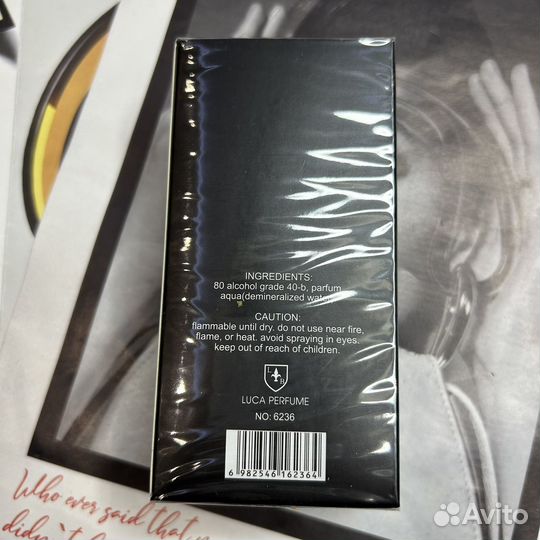 INGREDIENTS:
80 alcohol grade 40-b, parfum
aqua(demineralized water)
CAUTION:
flammable until dry. do not use near fire,
flame, or heat. avoid spraying in eyes.
keep out of reach of children.
L B
LUCA PERFUME
NO: 6236
6 982546 162364
Who ever said that
didn't
Avito